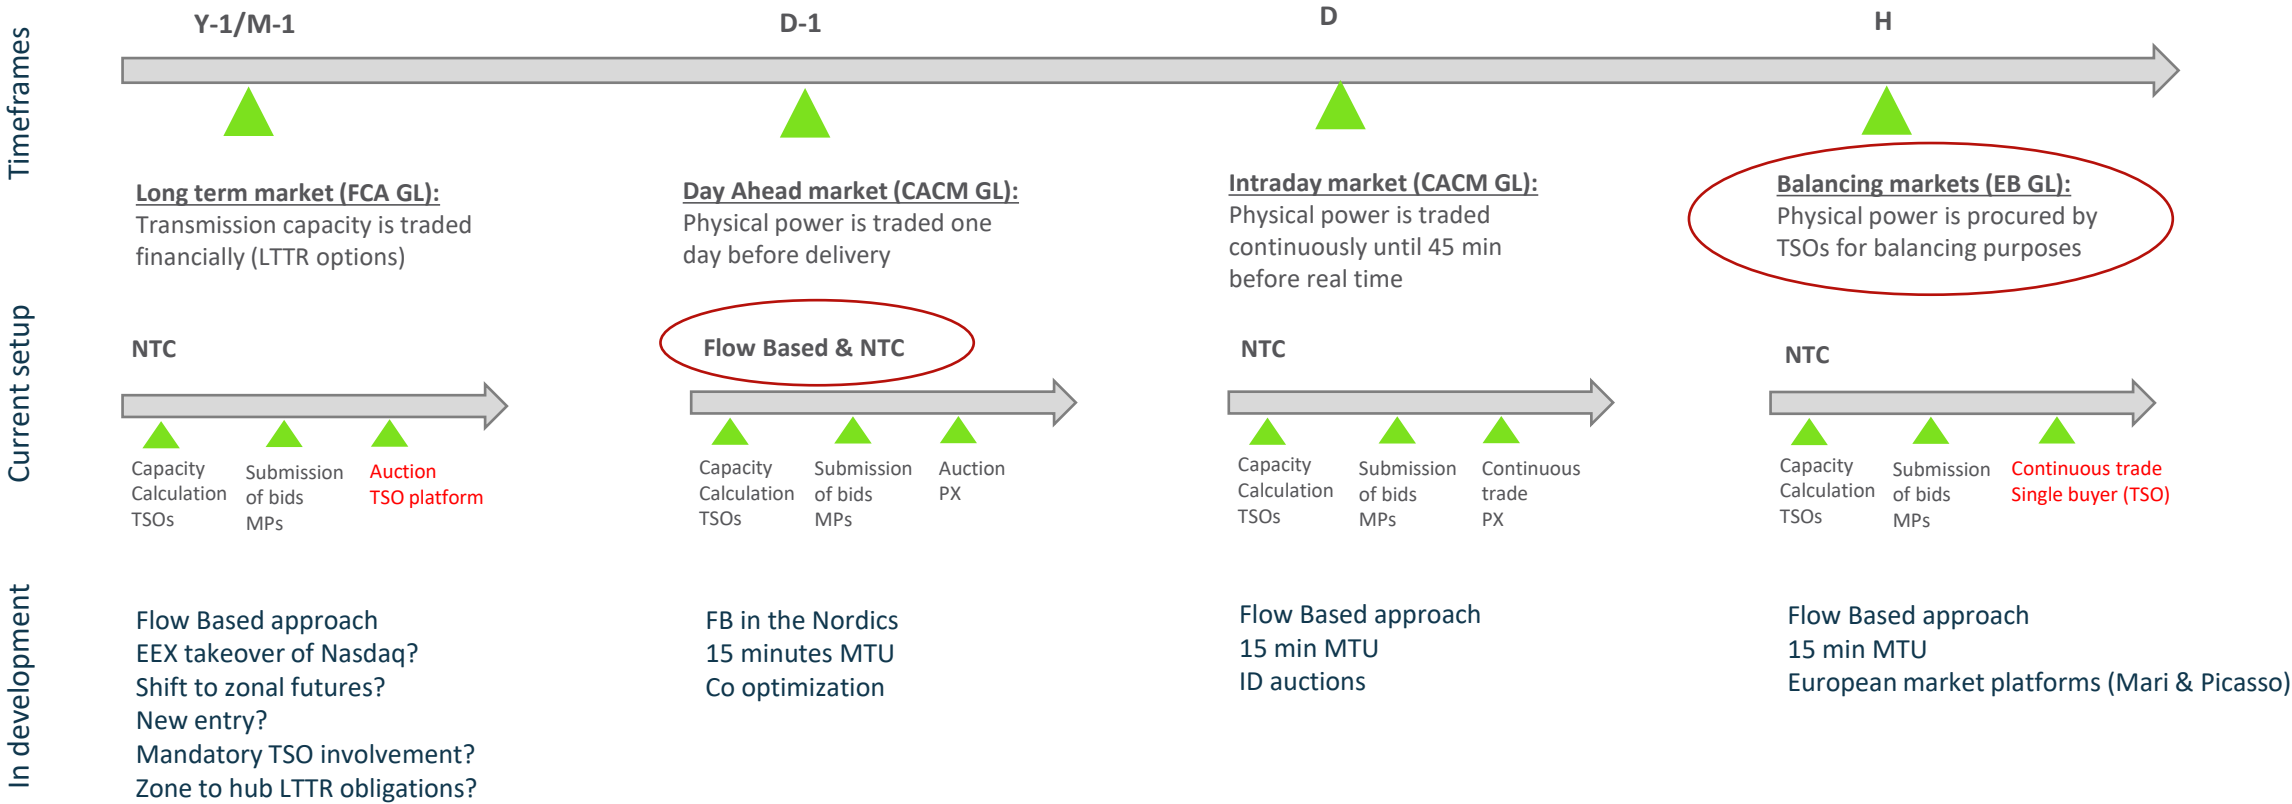 Timeframes
Y-1/M-1
D-1
D
H
Long term market (FCA GL):
Transmission capacity is traded
financially (LTTR options)
Day Ahead market (CACM GL):
Physical power is traded one
day before delivery
Intraday market (CACM GL):
Physical power is traded
continuously until 45 min
before real time
Balancing markets (EB GL):
Physical power is procured by
TSOs for balancing purposes
Current setup
NTC
Capacity
Calculation
TSOs
Submission
of bids
MPs
Auction
TSO platform
Flow Based & NTC
Capacity
Calculation
TSOs
Submission
of bids
MPs
Auction
PX
NTC
Capacity
Calculation
TSOs
Submission
of bids
MPs
Continuous
trade
PX
NTC
Capacity
Calculation
TSOs
Submission
of bids
MPs
Continuous trade
Single buyer (TSO)
In development
Flow Based approach
EEX takeover of Nasdaq?
Shift to zonal futures?
New entry?
Mandatory TSO involvement?
Zone to hub LTTR obligations?
FB in the Nordics
15 minutes MTU
Co optimization
Flow Based approach
15 min MTU
ID auctions
Flow Based approach
15 min MTU
European market platforms (Mari & Picasso)